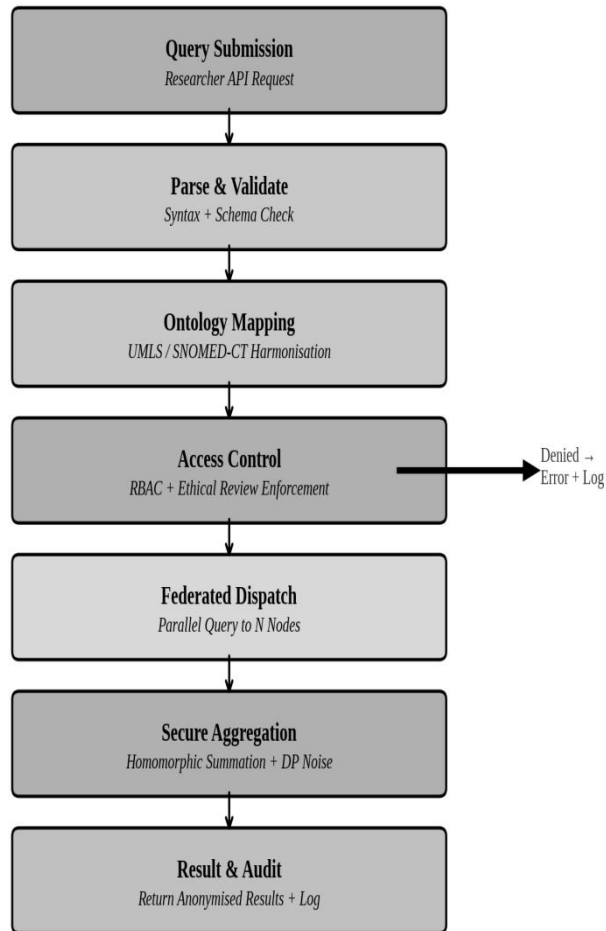 Query Submission
Researcher API Request
Parse & Validate
Syntax + Schema Check
Ontology Mapping
UMLS / SNOMED-CT Harmonisation
Access Control
RBAC + Ethical Review Enforcement
Denied →
Error + Log
Federated Dispatch
Parallel Query to N Nodes
Secure Aggregation
Homomorphic Summation + DP Noise
Result & Audit
Return Anonymised Results + Log